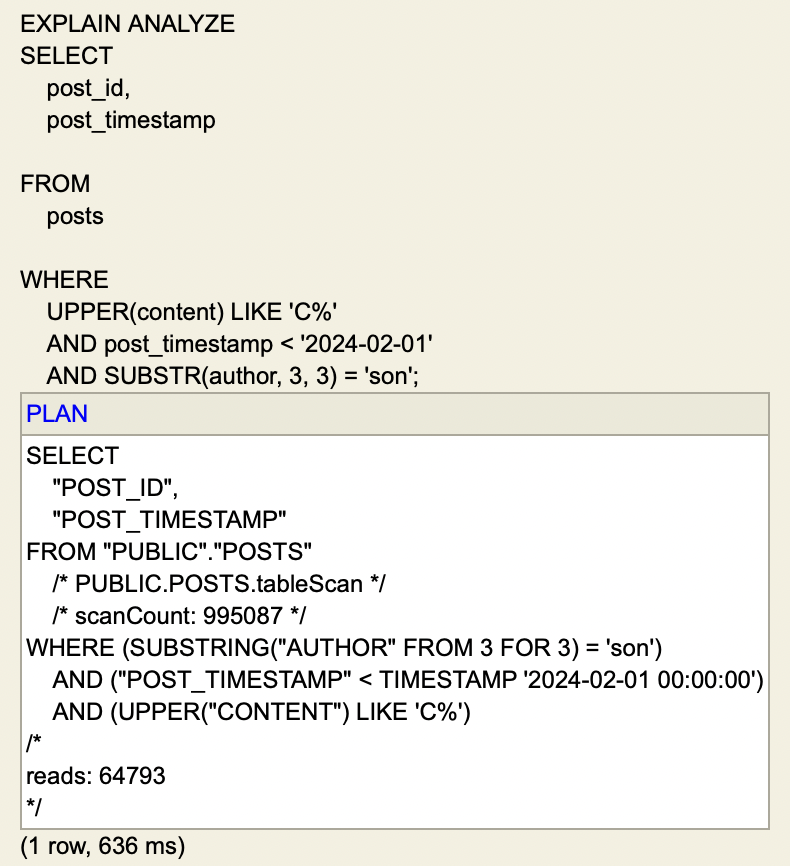 EXPLAIN ANALYZE
SELECT
post_id,
post_timestamp
FROM
posts
WHERE
UPPER(content) LIKE 'C%'
AND post_timestamp < '2024-02-01'
AND SUBSTR(author, 3, 3) = 'son';
PLAN
SELECT
"POST_ID",
"POST_TIMESTAMP"
FROM "PUBLIC"."POSTS"
/* PUBLIC.POSTS.tableScan */
/* scanCount: 995087 */
WHERE (SUBSTRING("AUTHOR" FROM 3 FOR 3) = 'son')
AND ("POST_TIMESTAMP" < TIMESTAMP '2024-02-01 00:00:00')
AND (UPPER("CONTENT") LIKE 'C%')
/*
reads: 64793
*/
(1 row, 636 ms)